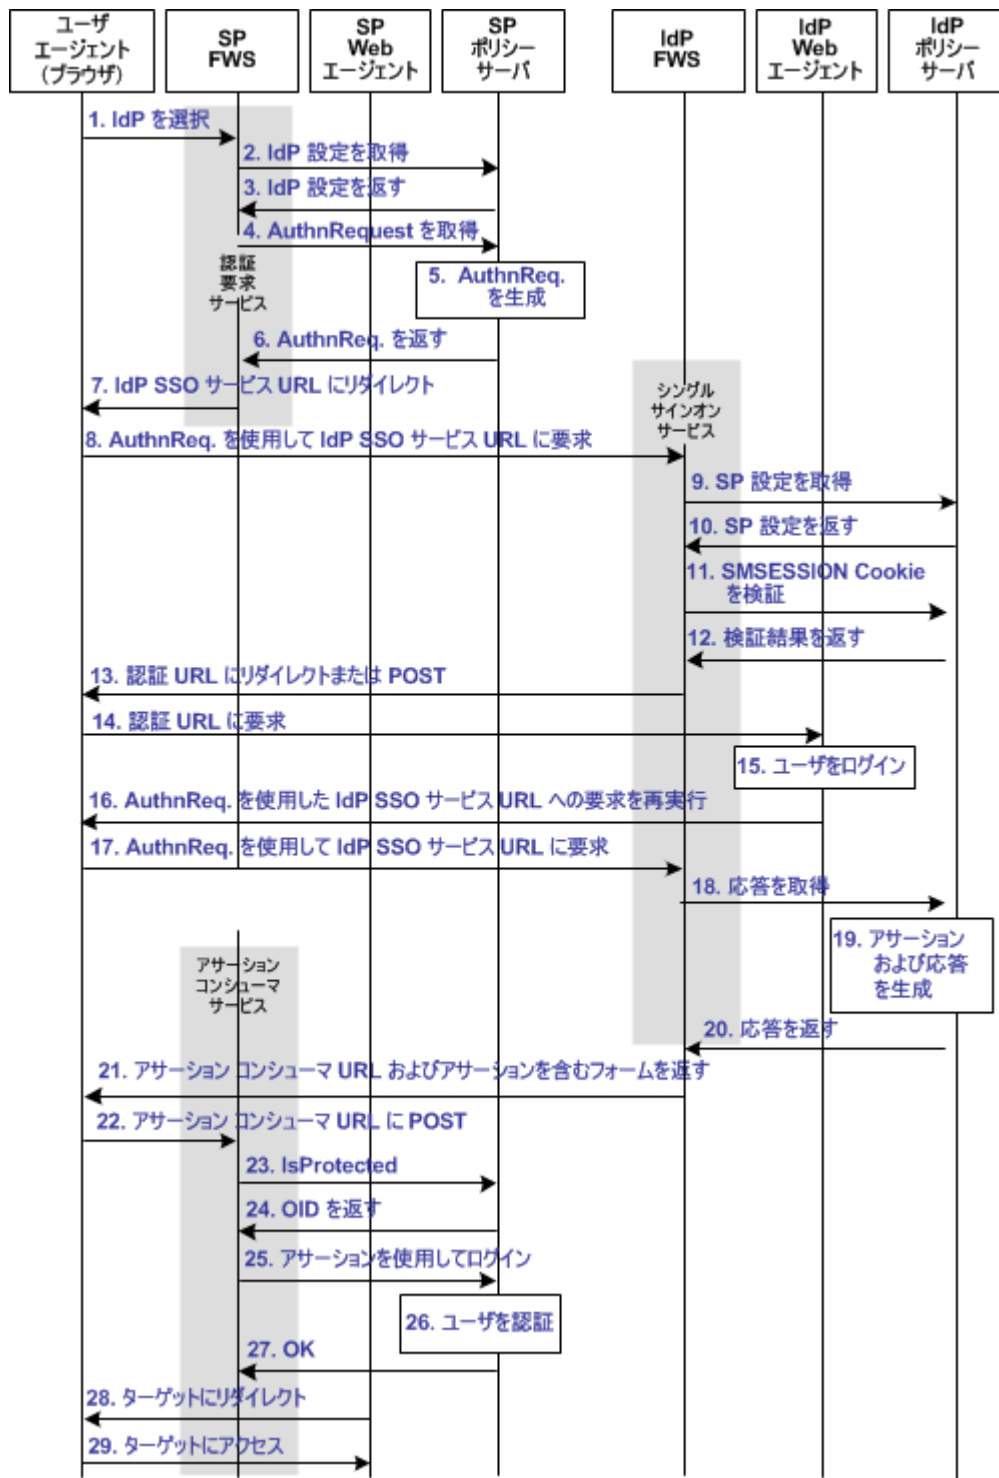 ユーザ
エージェント
(ブラウザ)
SP
FWS
SP
Web
エージェント
SP
ポリシー
サーバ
IdP
FWS
IdP
Web
エージェント
IdP
ポリシー
サーバ
1. IdP を選択
2. IdP 設定を取得
3. IdP 設定を返す
4. AuthnRequest を取得
認証
要求
サービス
5. AuthnReq.
を生成
6. AuthnReq. を返す
7. IdP SSO サービス URL にリダイレクト
シングル
サインオン
サービス
8. AuthnReq. を使用して IdP SSO サービス URL に要求
9. SP 設定を取得
10. SP 設定を返す
11. SMSESSION Cookie
を検証
12. 検証結果を返す
13. 認証 URL にリダイレクトまたは POST
14. 認証 URL に要求
15. ユーザをログイン
16. AuthnReq. を使用した IdP SSO サービス URL への要求を再実行
17. AuthnReq. を使用して IdP SSO サービス URL に要求
18. 応答を取得
19. アサーション
および応答
を生成
アサーション
コンシューマ
サービス
20. 応答を返す
21. アサーション コンシューマ URL およびアサーションを含むフォームを返す
22. アサーション コンシューマ URL に POST
23. IsProtected
24. OID を返す
25. アサーションを使用してログイン
26. ユーザを認証
27. OK
28. ターゲットにリダイレクト
29. ターゲットにアクセス